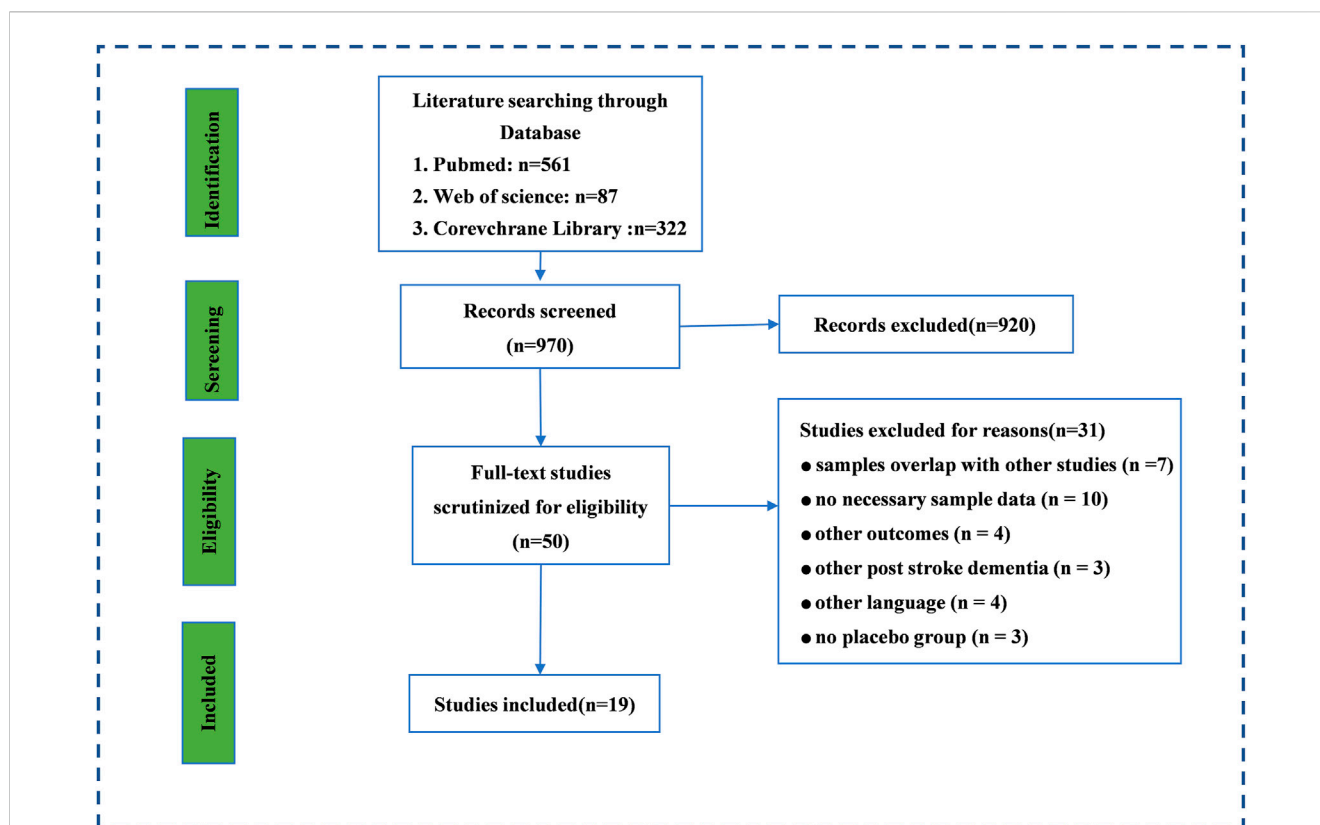 Identification
Literature searching through
Database
1. Pubmed: n=561
2. Web of science: n=87
3. Corevchrane Library :n=322
Sereening
Records screened
(n=970)
Records excluded(n=920)
Eligibility
Full-text studies
scrutinized for eligibility
(n=50)
Studies excluded for reasons(n=31)
● samples overlap with other studies (n =7)
● no necessary sample data (n = 10)
● other outcomes (n = 4)
● other post stroke dementia (n = 3)
● other language (n = 4)
● no placebo group (n = 3)
Included
Studies included(n=19)